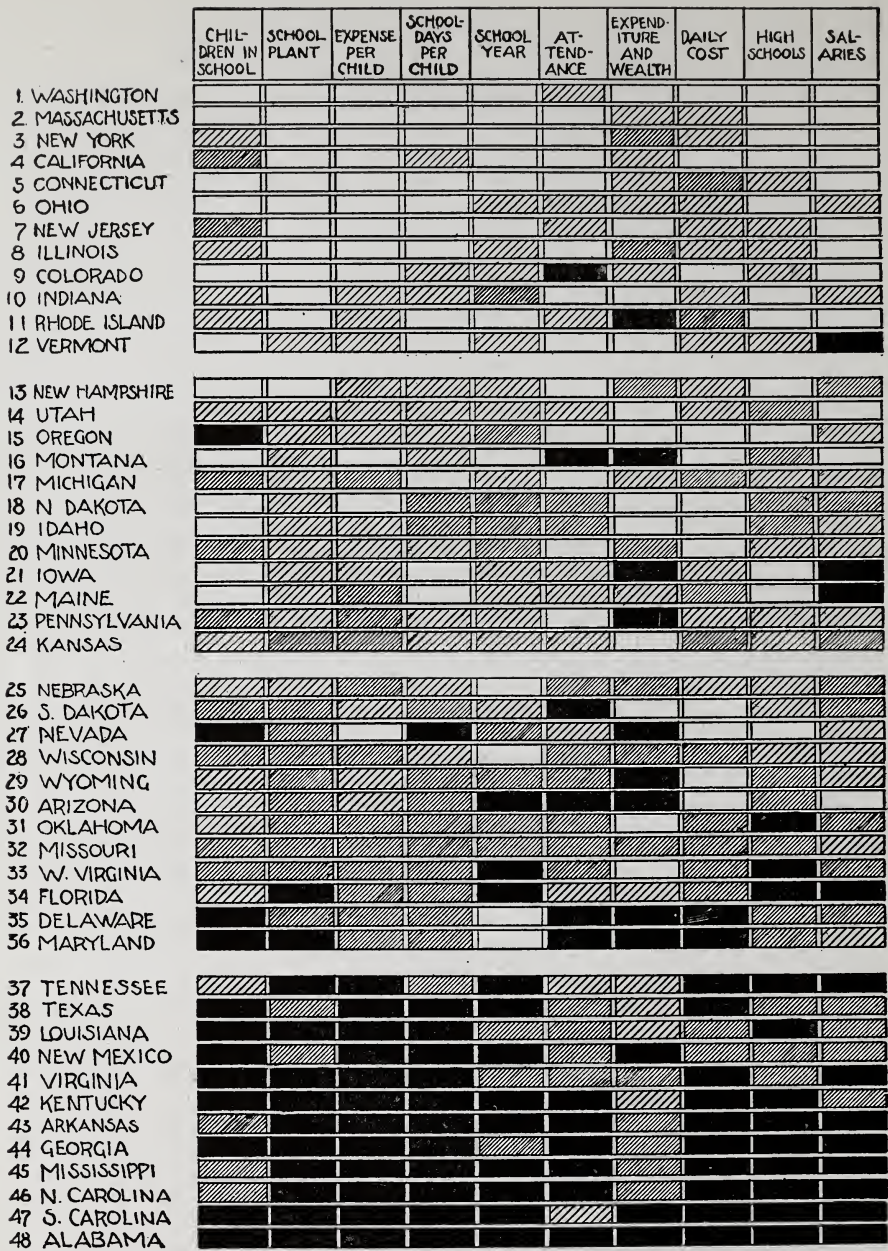 CHIL-
DREN IN
SCHOOL
SCHOOL
PLANT
EXPENSE
PER
CHILD
SCHOOL-
DAYS
PER
CHILD
SCHOOL
YEAR
AT-
TEND-
ANCE
EXPEND-
ITURE
AND
WEALTH
DAILY
COST
HIGH
SCHOOLS
SAL-
ARIES
1. WASHINGTON
2 MASSACHUSETTS
3 NEW YORK
4 CALIFORNIA
5 CONNECTICUT
6 OHIO
7 NEW JERSEY
8 ILLINOIS
9 COLORADO
10 INDIANA
11 RHODE ISLAND
12 VERMONT
13 NEW HAMPSHIRE
14 UTAH
15 OREGON
16 MONTANA
17 MICHIGAN
18 N DAKOTA
19 IDAHO
20 MINNESOTA
21 IOWA
22 MAINE
23 PENNSYLVANIA
24 KANSAS
25 NEBRASKA
26 S. DAKOTA
27 NEVADA
28 WISCONSIN
29 WYOMING
30 ARIZONA
31 OKLAHOMA
32 MISSOURI
33 W. VIRGINIA
34 FLORIDA
35 DELAWARE
36 MARYLAND
37 TENNESSEE
38 TEXAS
39 LOUISIANA
40 NEW MEXICO
41 VIRGINIA
42 KENTUCKY
43 ARKANSAS
44 GEORGIA
45 MISSISSIPPI
46 N. CAROLINA
47 S. CAROLINA
48 ALABAMA